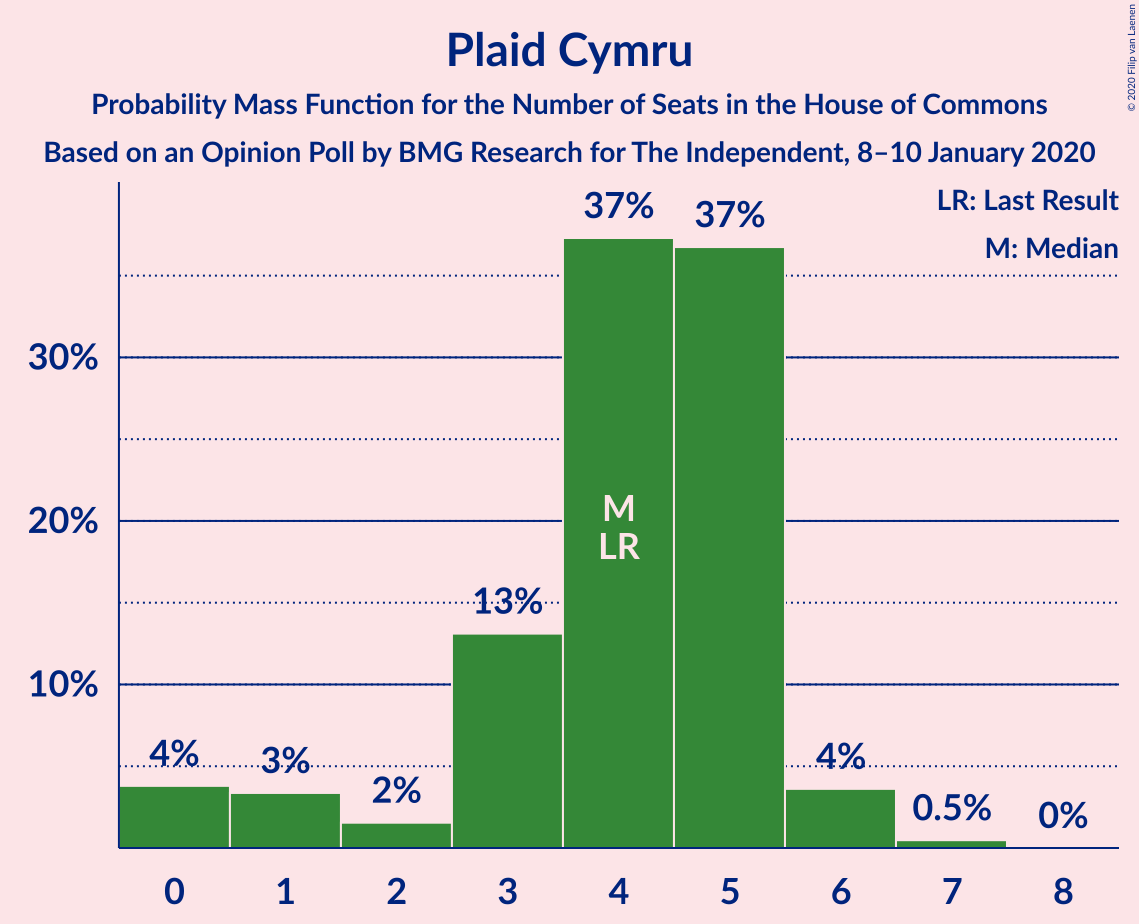 Plaid Cymru
Probability Mass Function for the Number of Seats in the House of Commons
Based on an Opinion Poll by BMG Research for The Independent, 8–10 January 2020
© 2020 Filip van Laenen
LR: Last Result
M: Median
37%
37%
30%
20%
10%
M
LR
13%
4%
3%
2%
4%
0.5%
0%
0
1
2
3
4
5
6
7
8